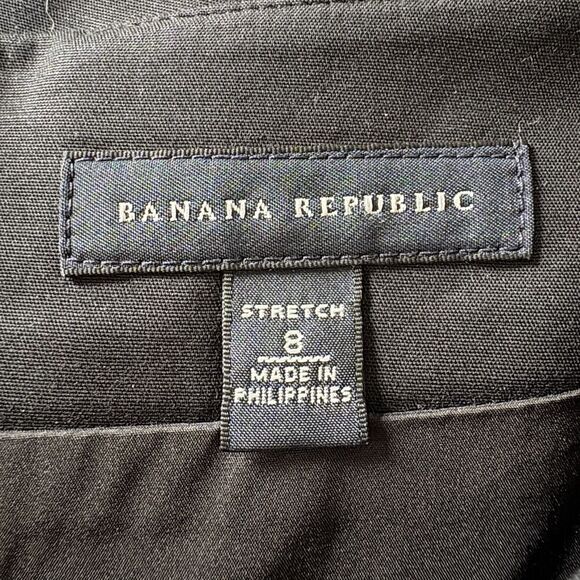 BANANA REPUBLIC
STRETCH
8
MADE IN
PHILIPPINES